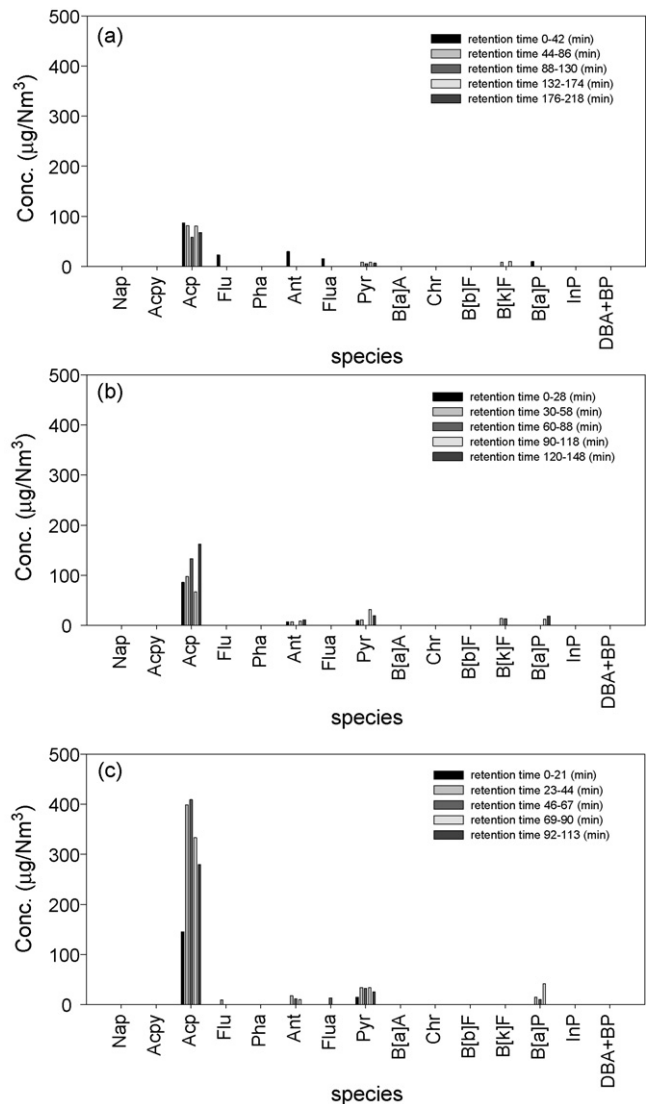 (a)
retention time 0-42 (min)
retention time 44-86 (min)
retention time 88-130 (min)
retention time 132-174 (min)
retention time 176-218 (min)
Conc. (μg/Nm³)
500
400
300
200
100
0
Nap Acpy Acp Flu Pha Ant Flua Pyr B[a]A Chr B[b]F B[k]F B[a]P InP DBA+BP
species
(b)
retention time 0-28 (min)
retention time 30-58 (min)
retention time 60-88 (min)
retention time 90-118 (min)
retention time 120-148 (min)
Conc. (μg/Nm³)
500
400
300
200
100
0
Nap Acpy Acp Flu Pha Ant Flua Pyr B[a]A Chr B[b]F B[k]F B[a]P InP DBA+BP
species
(c)
retention time 0-21 (min)
retention time 23-44 (min)
retention time 46-67 (min)
retention time 69-90 (min)
retention time 92-113 (min)
Conc. (μg/Nm³)
500
400
300
200
100
0
Nap Acpy Acp Flu Pha Ant Flua Pyr B[a]A Chr B[b]F B[k]F B[a]P InP DBA+BP
species